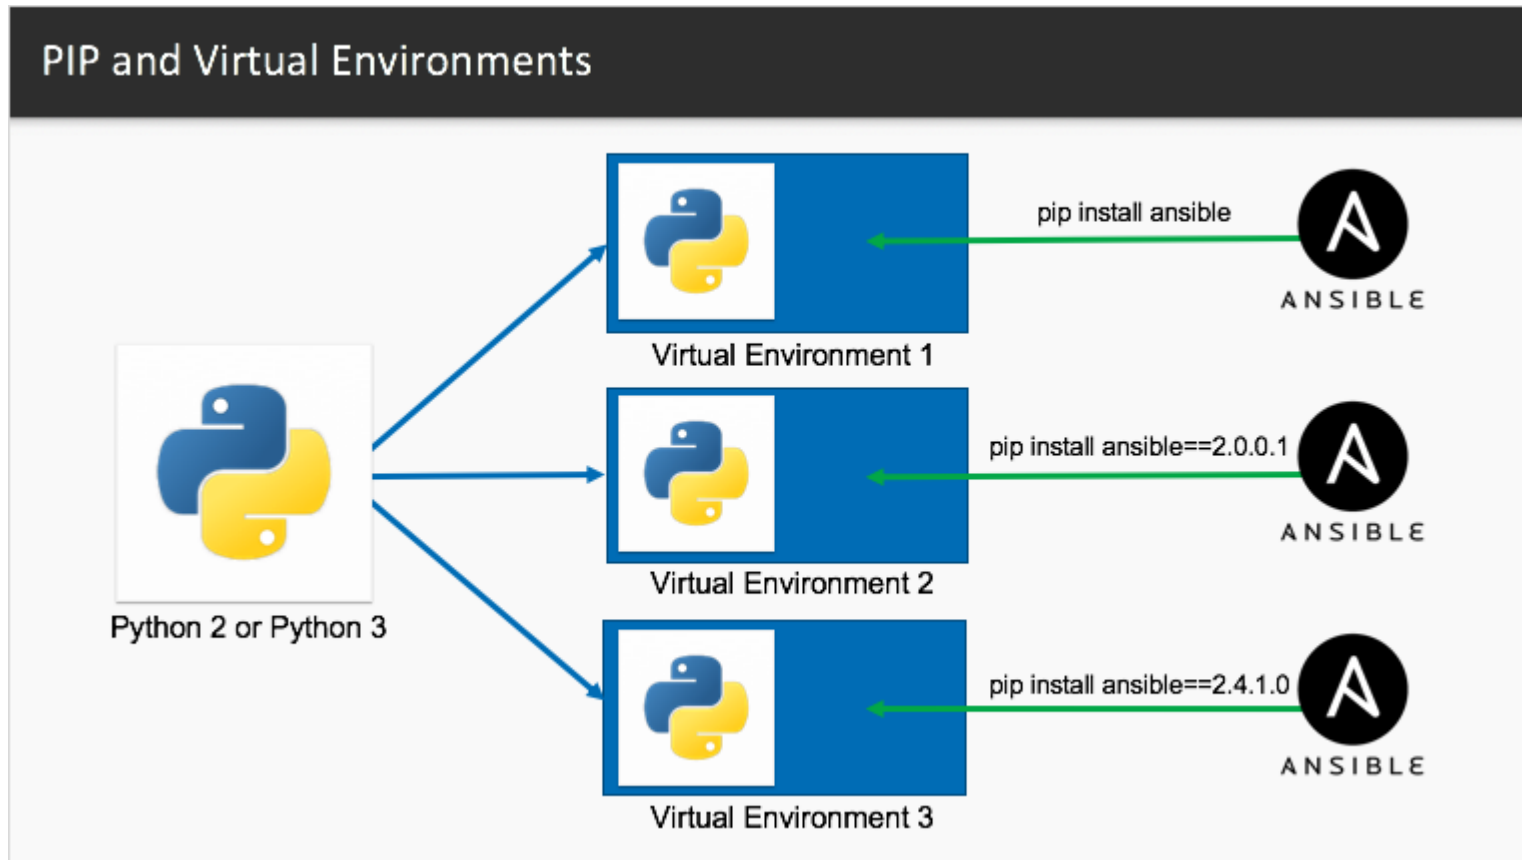 PIP and Virtual Environments
pip install ansible
ANSIBLE
Virtual Environment 1
pip install ansible==2.0.0.1
ANSIBLE
Virtual Environment 2
Python 2 or Python 3
pip install ansible==2.4.1.0
ANSIBLE
Virtual Environment 3